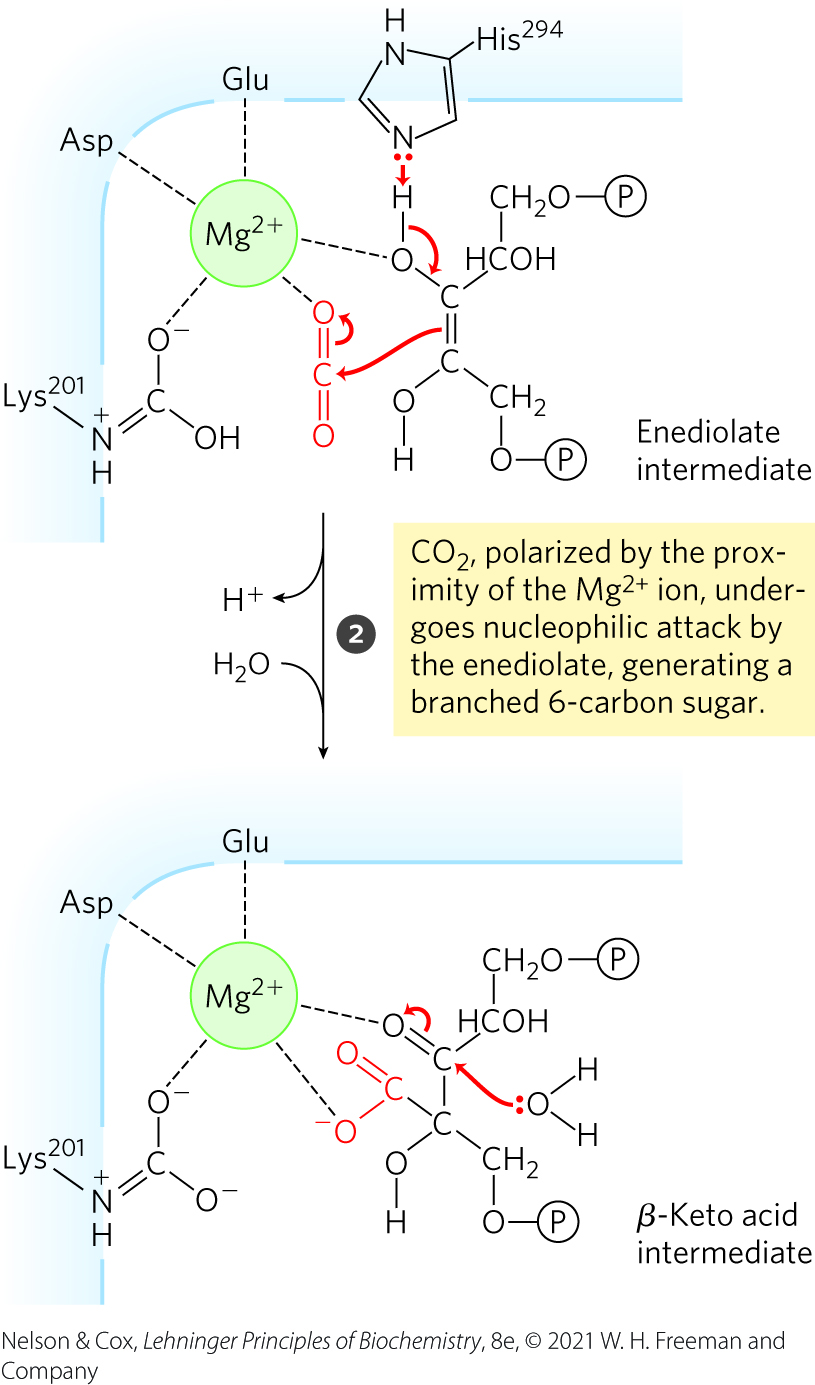 H
N
His294
Glu
N
Asp
H
CH2O P
Mg2+
O
HCOH
O
C
O−
C
C
Lys201
C
O
CH2
+
N
OH
O
H
H
O P
Enediolate
intermediate
H+
H2O
2
CO2, polarized by the prox-
imity of the Mg2+ ion, under-
goes nucleophilic attack by
the enediolate, generating a
branched 6-carbon sugar.
Glu
Asp
CH2O P
Mg2+
O
HCOH
O
C
H
O−
C
O
−O
C
H
Lys201
C
O
CH2
+
N
O−
H
H
O P
β-Keto acid
intermediate
Nelson & Cox, Lehninger Principles of Biochemistry, 8e, © 2021 W. H. Freeman and
Company